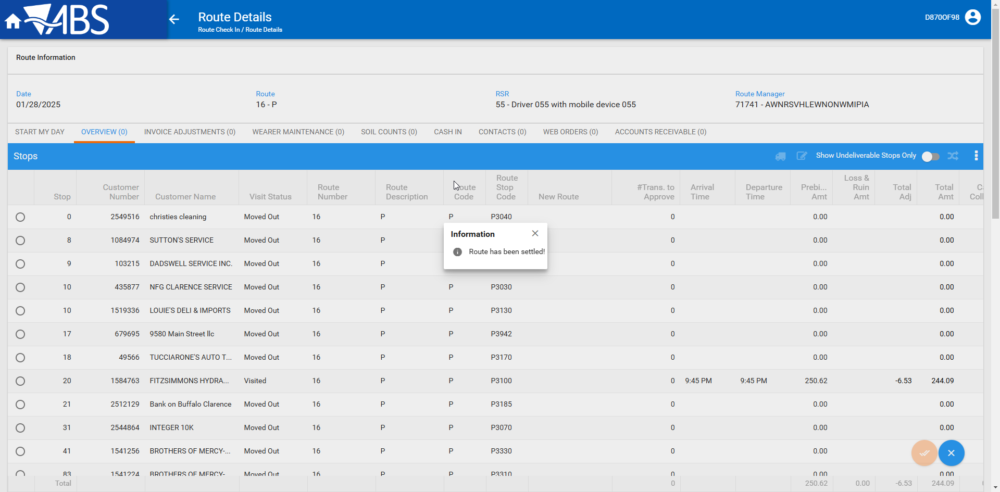 ABS
Route Details
Route Check In / Route Details
D870OF98
Route Information
Date
01/28/2025
Route
16 - P
RSR
55 - Driver 055 with mobile device 055
Route Manager
71741 - AWNRSVHLEWNONWMIPIA
START MY DAY OVERVIEW (0) INVOICE ADJUSTMENTS (0) WEARER MAINTENANCE (0) SOIL COUNTS (0) CASH IN CONTACTS (0) WEB ORDERS (0) ACCOUNTS RECEIVABLE (0)
Stops
Show Undeliverable Stops Only
Stop
Customer
Number
Customer Name
Visit Status
Route
Number
Route
Description
oute
Code
Route
Stop
Code
New Route
#Trans. to
Approve
Arrival
Time
Departure
Time
Prebi...
Amt
Loss &
Ruin
Amt
Total
Adj
Total
Amt
0 2549516 christies cleaning Moved Out 16 P P P3040 0 0.00 0.00
8 1084974 SUTTON'S SERVICE Moved Out 16 P 0 0.00 0.00
9 103215 DADSWELL SERVICE INC. Moved Out 16 P 0 0.00 0.00
10 435877 NFG CLARENCE SERVICE Moved Out 16 P P P3030 0 0.00 0.00
10 1519336 LOUIE'S DELI & IMPORTS Moved Out 16 P P P3130 0 0.00 0.00
17 679695 9580 Main Street llc Moved Out 16 P P P3942 0 0.00 0.00
18 49566 TUCCIARONE'S AUTO T... Moved Out 16 P P P3170 0 0.00 0.00
20 1584763 FITZSIMMONS HYDRA... Visited 16 P P P3100 0 9:45 PM 9:45 PM 250.62 -6.53 244.09
21 2512129 Bank on Buffalo Clarence Moved Out 16 P P P3185 0 0.00 0.00
31 2544864 INTEGER 10K Moved Out 16 P P P3070 0 0.00 0.00
41 1541256 BROTHERS OF MERCY-... Moved Out 16 P P P3330 0 0.00 0.00
83 1541224 BROTHERS OF MERCY- Moved Out 16 P P P3310 0 0.00 0.00
Total 0 250.62 0.00 -6.53 244.09
Information
Route has been settled!